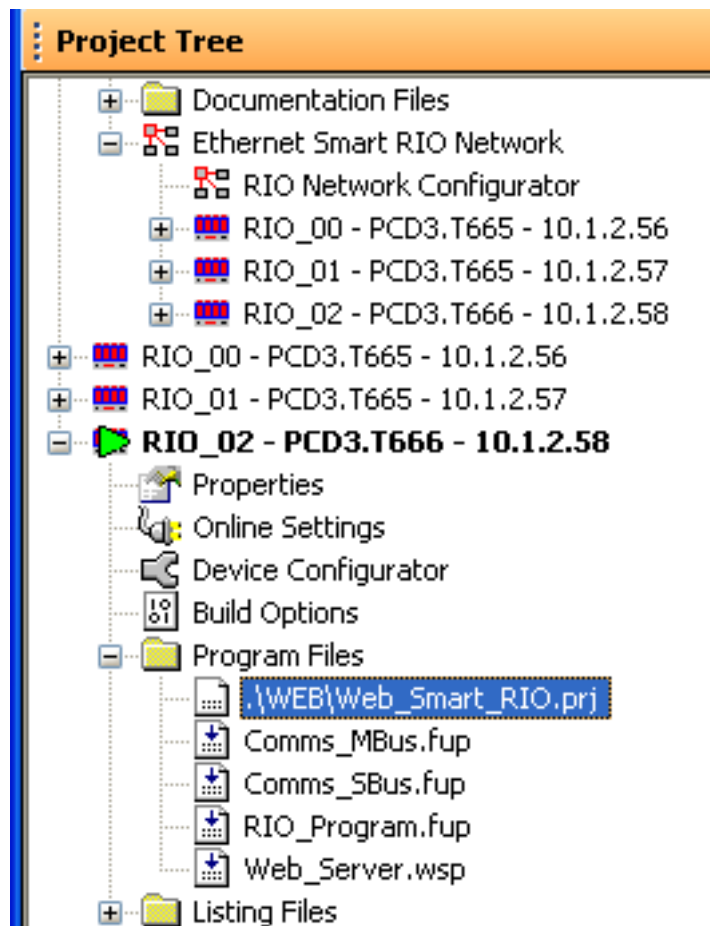 Project Tree
Documentation Files
Ethernet Smart RIO Network
RIO Network Configurator
RIO_00 - PCD3.T665 - 10.1.2.56
RIO_01 - PCD3.T665 - 10.1.2.57
RIO_02 - PCD3.T666 - 10.1.2.58
RIO_00 - PCD3.T665 - 10.1.2.56
RIO_01 - PCD3.T665 - 10.1.2.57
RIO_02 - PCD3.T666 - 10.1.2.58
Properties
Online Settings
Device Configurator
Build Options
Program Files
.\WEB\Web_Smart_RIO.prj
Comms_MBus.fup
Comms_SBus.fup
RIO_Program.fup
Web_Server.wsp
Listing Files